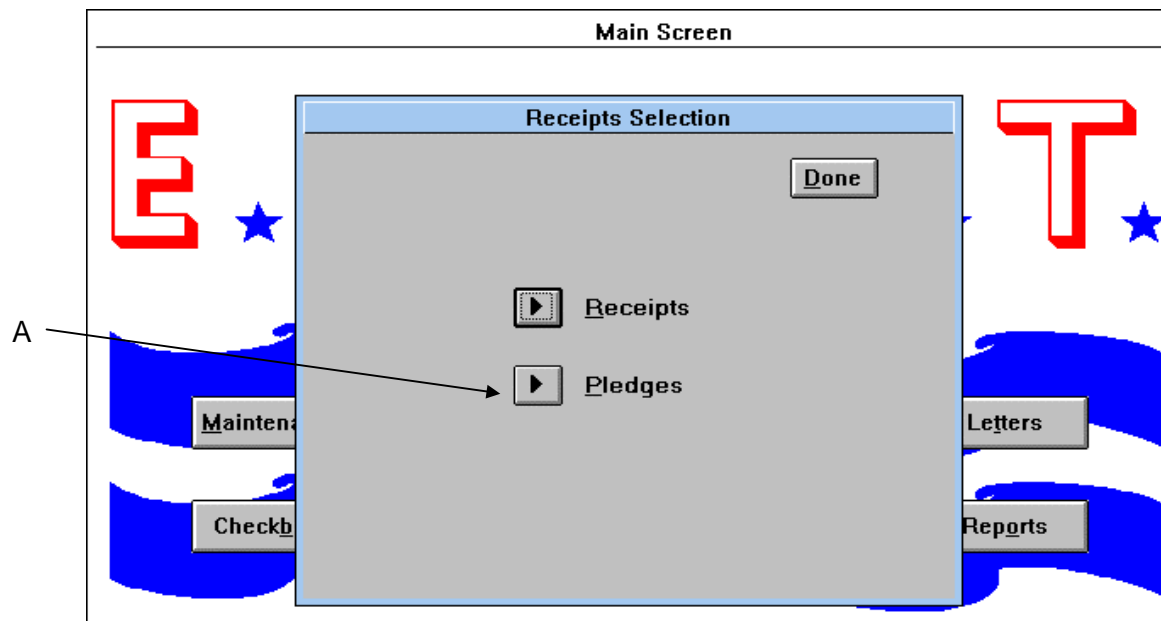 Main Screen
E T
Receipts Selection
Done
Receipts
A
Pledges
Maintena
Letters
Checkb
Reports